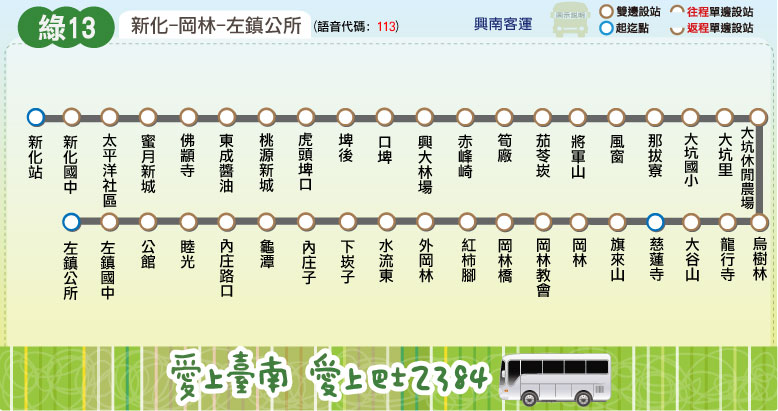 綠13
新化-岡林-左鎮公所 (語音代碼: 113)
興南客運
圖示說明
雙邊設站
往程單邊設站
起迄點
返程單邊設站
新化站
新化國中
太平洋社區
蜜月新城
佛顓寺
東成醬油
桃源新城
虎頭埤口
埤後
口埤
興大林場
赤峰崎
筍廠
茄苳崁
將軍山
風窗
那拔寮
大坑國小
大坑里
大坑休閒農場
左鎮公所
左鎮國中
公館
睦光
內庄路口
龜潭
內庄子
下崁子
水流東
外岡林
紅柿腳
岡林橋
岡林教會
岡林
旗來山
慈蓮寺
大谷山
龍行寺
烏樹林
愛上臺南 愛上巴士2384